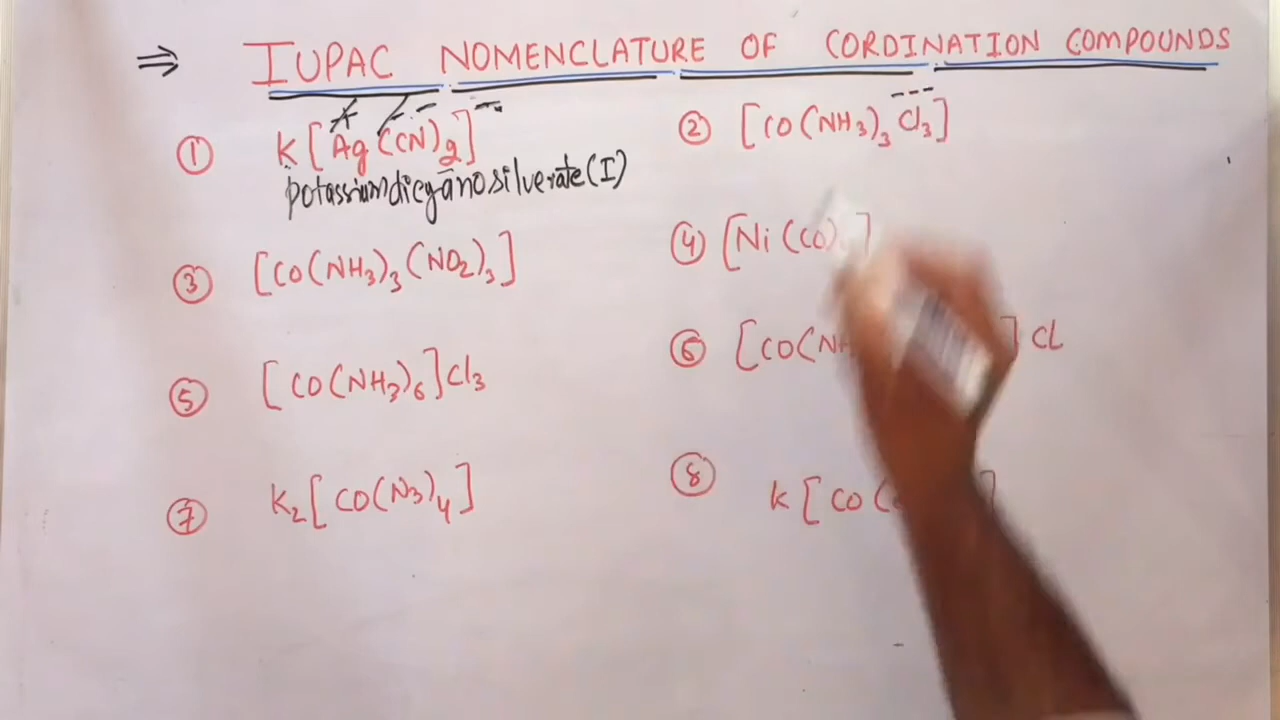 ⇒ IUPAC NOMENCLATURE OF CORDINATION COMPOUNDS
① K[Ag(CN)2]
potassiumdicyanosilverate(I)
② [CO(NH3)3 Cl3]
③ [CO(NH3)3(NO2)3]
④ [Ni(CO) ]
⑤ [CO(NH3)6]Cl3
⑥ [CO(NH ] Cl
⑦ K2[CO(N3)4]
⑧ K[CO( ]